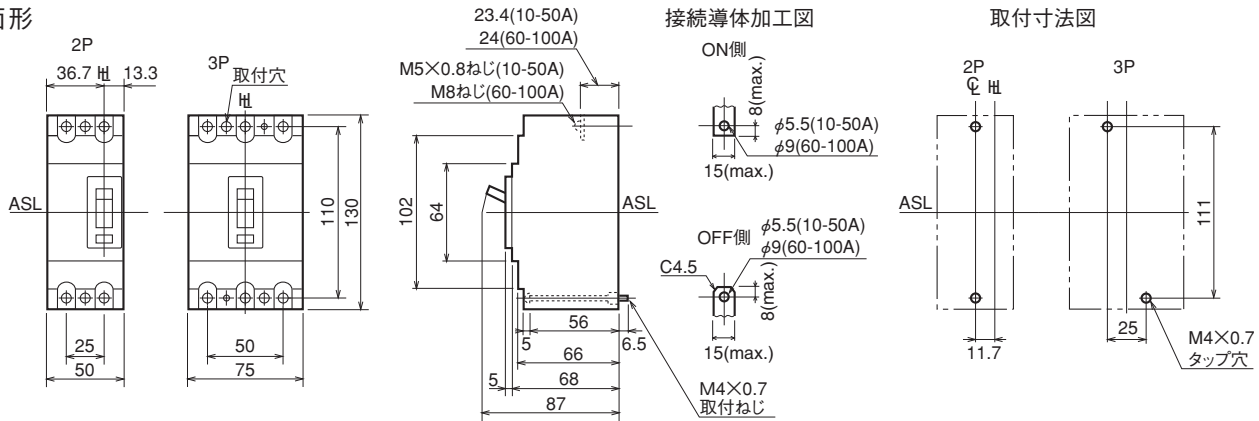 面形
2P
36.7
HL
13.3
3P
取付穴
HL
ASL
110
130
25
50
50
75
23.4(10-50A)
24(60-100A)
M5×0.8ねじ(10-50A)
M8ねじ(60-100A)
102
64
ASL
5
56
6.5
66
5
68
87
M4×0.7
取付ねじ
接続導体加工図
ON側
8(max.)
φ5.5(10-50A)
φ9(60-100A)
15(max.)
OFF側
φ5.5(10-50A)
φ9(60-100A)
C4.5
8(max.)
15(max.)
取付寸法図
2P
CL
HL
3P
ASL
111
25
11.7
M4×0.7
タップ穴